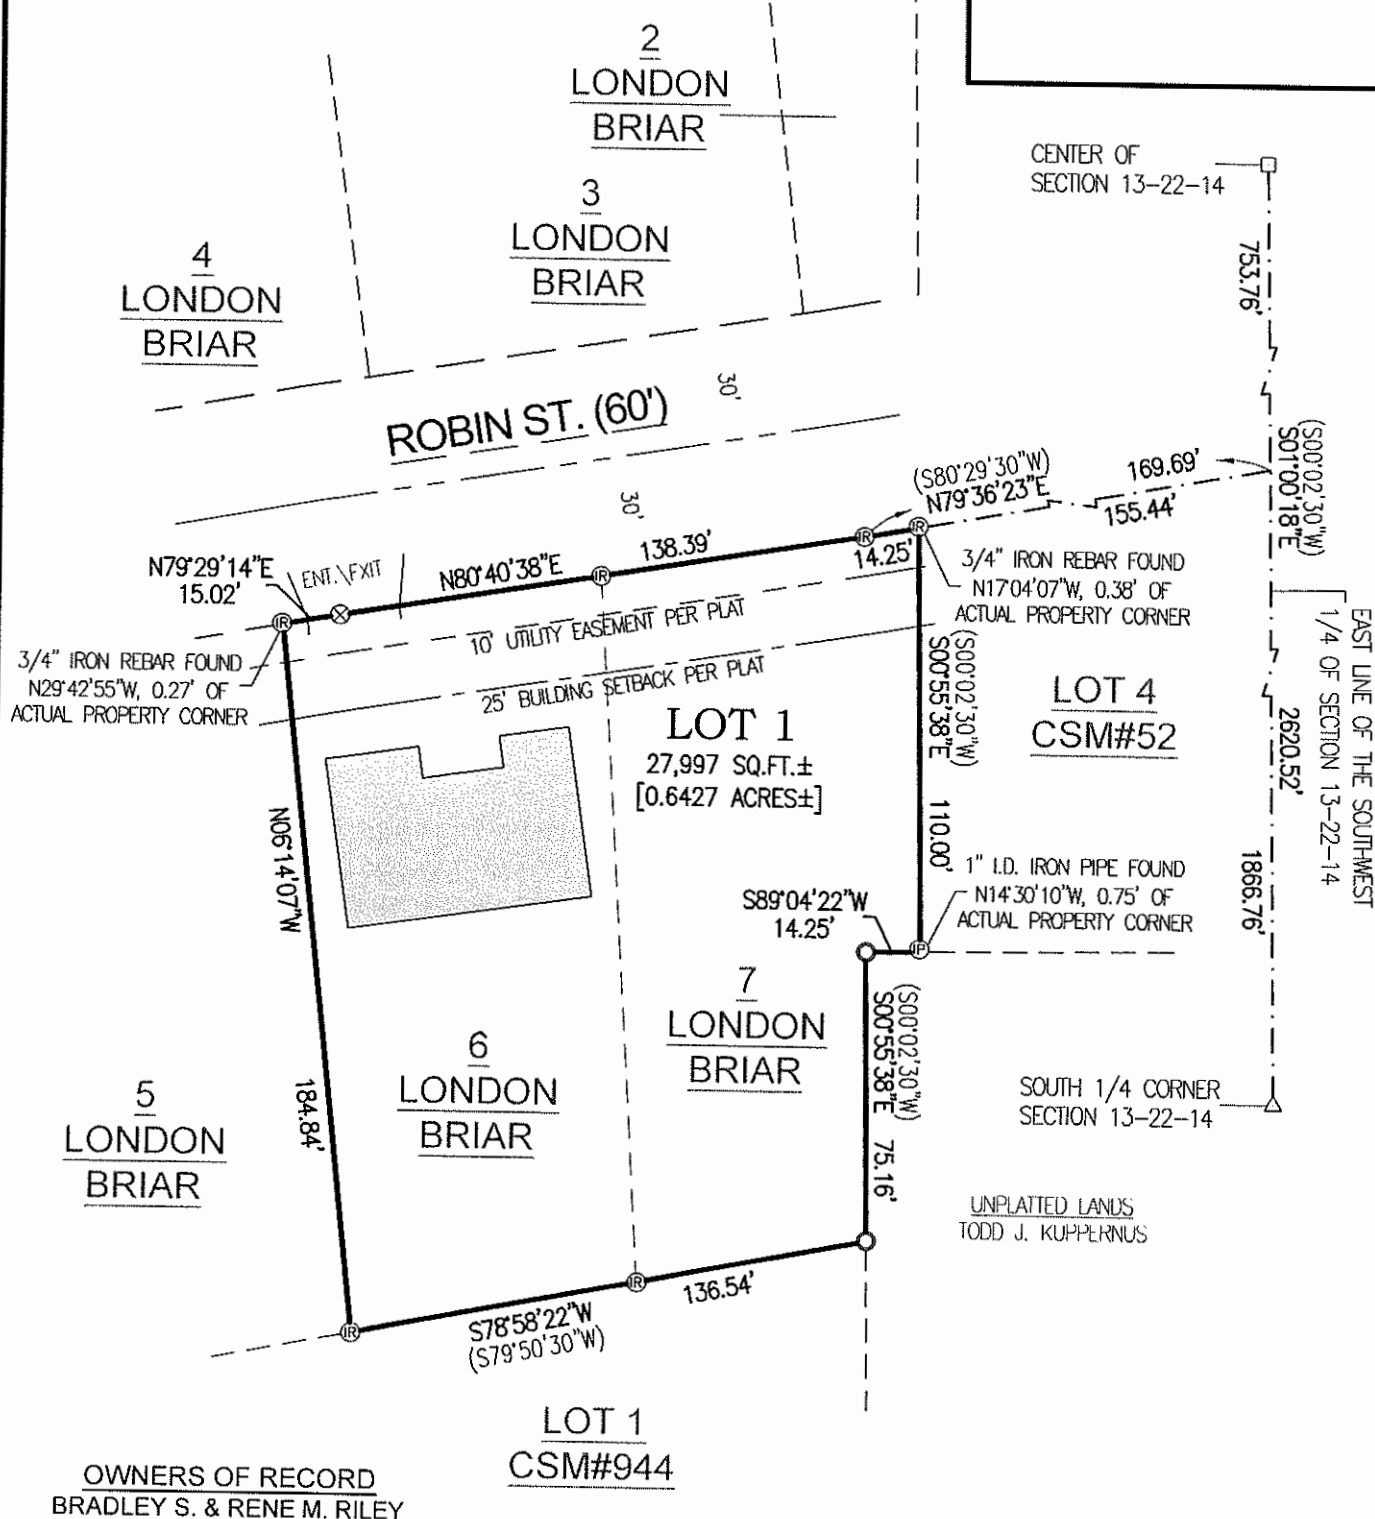 2
LONDON
BRIAR
CENTER OF
SECTION 13-22-14
3
LONDON
BRIAR
4
LONDON
BRIAR
753.76'
30'
ROBIN ST. (60')
(S00°02'30"W)
S01°00'18"E
(S80°29'30"W)
N79°36'23"E
169.69'
155.44'
30'
N79°29'14"E
15.02'
ENT.\EXIT
N80°40'38"E
138.39'
14.25'
3/4" IRON REBAR FOUND
N17°04'07"W, 0.38' OF
ACTUAL PROPERTY CORNER
IR
IR
IR
IR
10' UTILITY EASEMENT PER PLAT
3/4" IRON REBAR FOUND
N29°42'55"W, 0.27' OF
ACTUAL PROPERTY CORNER
25' BUILDING SETBACK PER PLAT
(S00°02'30"W)
S00°55'38"E
110.00'
LOT 1
27,997 SQ.FT.±
[0.6427 ACRES±]
LOT 4
CSM#52
EAST LINE OF THE SOUTHWEST
1/4 OF SECTION 13-22-14
2620.52'
1866.76'
N06°14'07"W
184.84'
1" I.D. IRON PIPE FOUND
N14°30'10"W, 0.75' OF
ACTUAL PROPERTY CORNER
S89°04'22"W
14.25'
IP
7
LONDON
BRIAR
(S00°02'30"W)
S00°55'38"E
75.16'
6
LONDON
BRIAR
5
LONDON
BRIAR
SOUTH 1/4 CORNER
SECTION 13-22-14
UNPLATTED LANDS
TODD J. KUPPERNUS
IR
136.54'
IR
S78°58'22"W
(S79°50'30"W)
LOT 1
CSM#944
OWNERS OF RECORD
BRADLEY S. & RENE M. RILEY